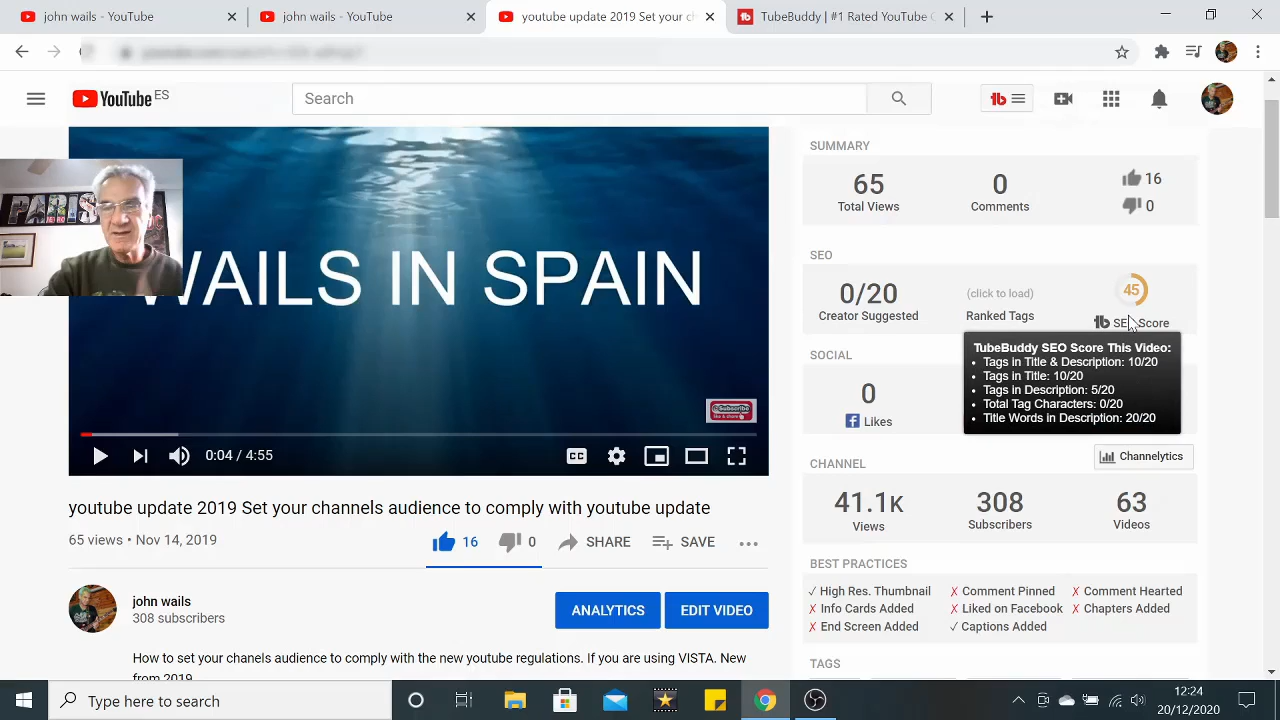 john wails - YouTube
john wails - YouTube
youtube update 2019 Set your ch
TubeBuddy | #1 Rated YouTube C
YouTube ES
Search
tb
SUMMARY
65
Total Views
0
Comments
16
0
SEO
0/20
Creator Suggested
(click to load)
Ranked Tags
45
tb SEO Score
TubeBuddy SEO Score This Video:
• Tags in Title & Description: 10/20
• Tags in Title: 10/20
• Tags in Description: 5/20
• Total Tag Characters: 0/20
• Title Words in Description: 20/20
SOCIAL
0
Likes
Channelytics
CHANNEL
41.1K
Views
308
Subscribers
63
Videos
BEST PRACTICES
✓ High Res. Thumbnail
✗ Comment Pinned
✗ Comment Hearted
✗ Info Cards Added
✗ Liked on Facebook
✗ Chapters Added
✗ End Screen Added
✓ Captions Added
TAGS
PARIS
WAILS IN SPAIN
Subscribe
0:04 / 4:55
CC
youtube update 2019 Set your channels audience to comply with youtube update
65 views • Nov 14, 2019
16
0
SHARE
SAVE
john wails
308 subscribers
ANALYTICS
EDIT VIDEO
How to set your chanels audience to comply with the new youtube regulations. If you are using VISTA. New
from 2019
Type here to search
12:24
20/12/2020